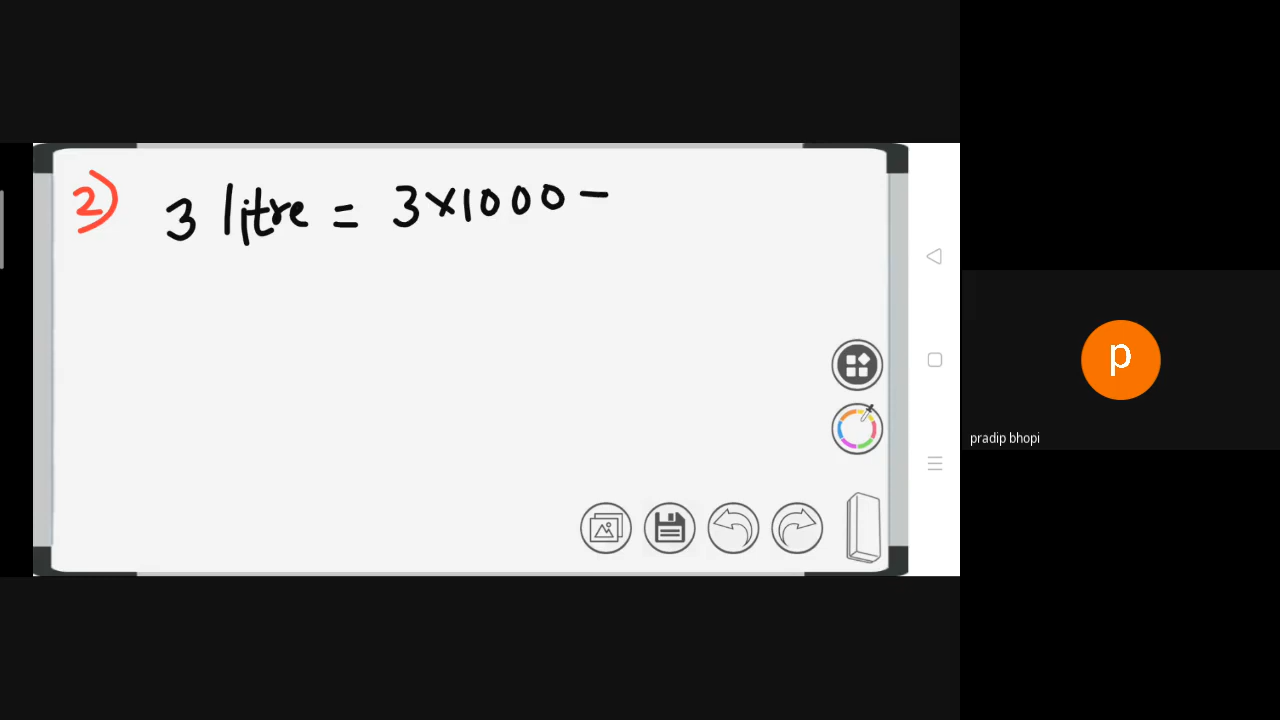 2) 3 litre = 3×1000 -
p
pradip bhopi